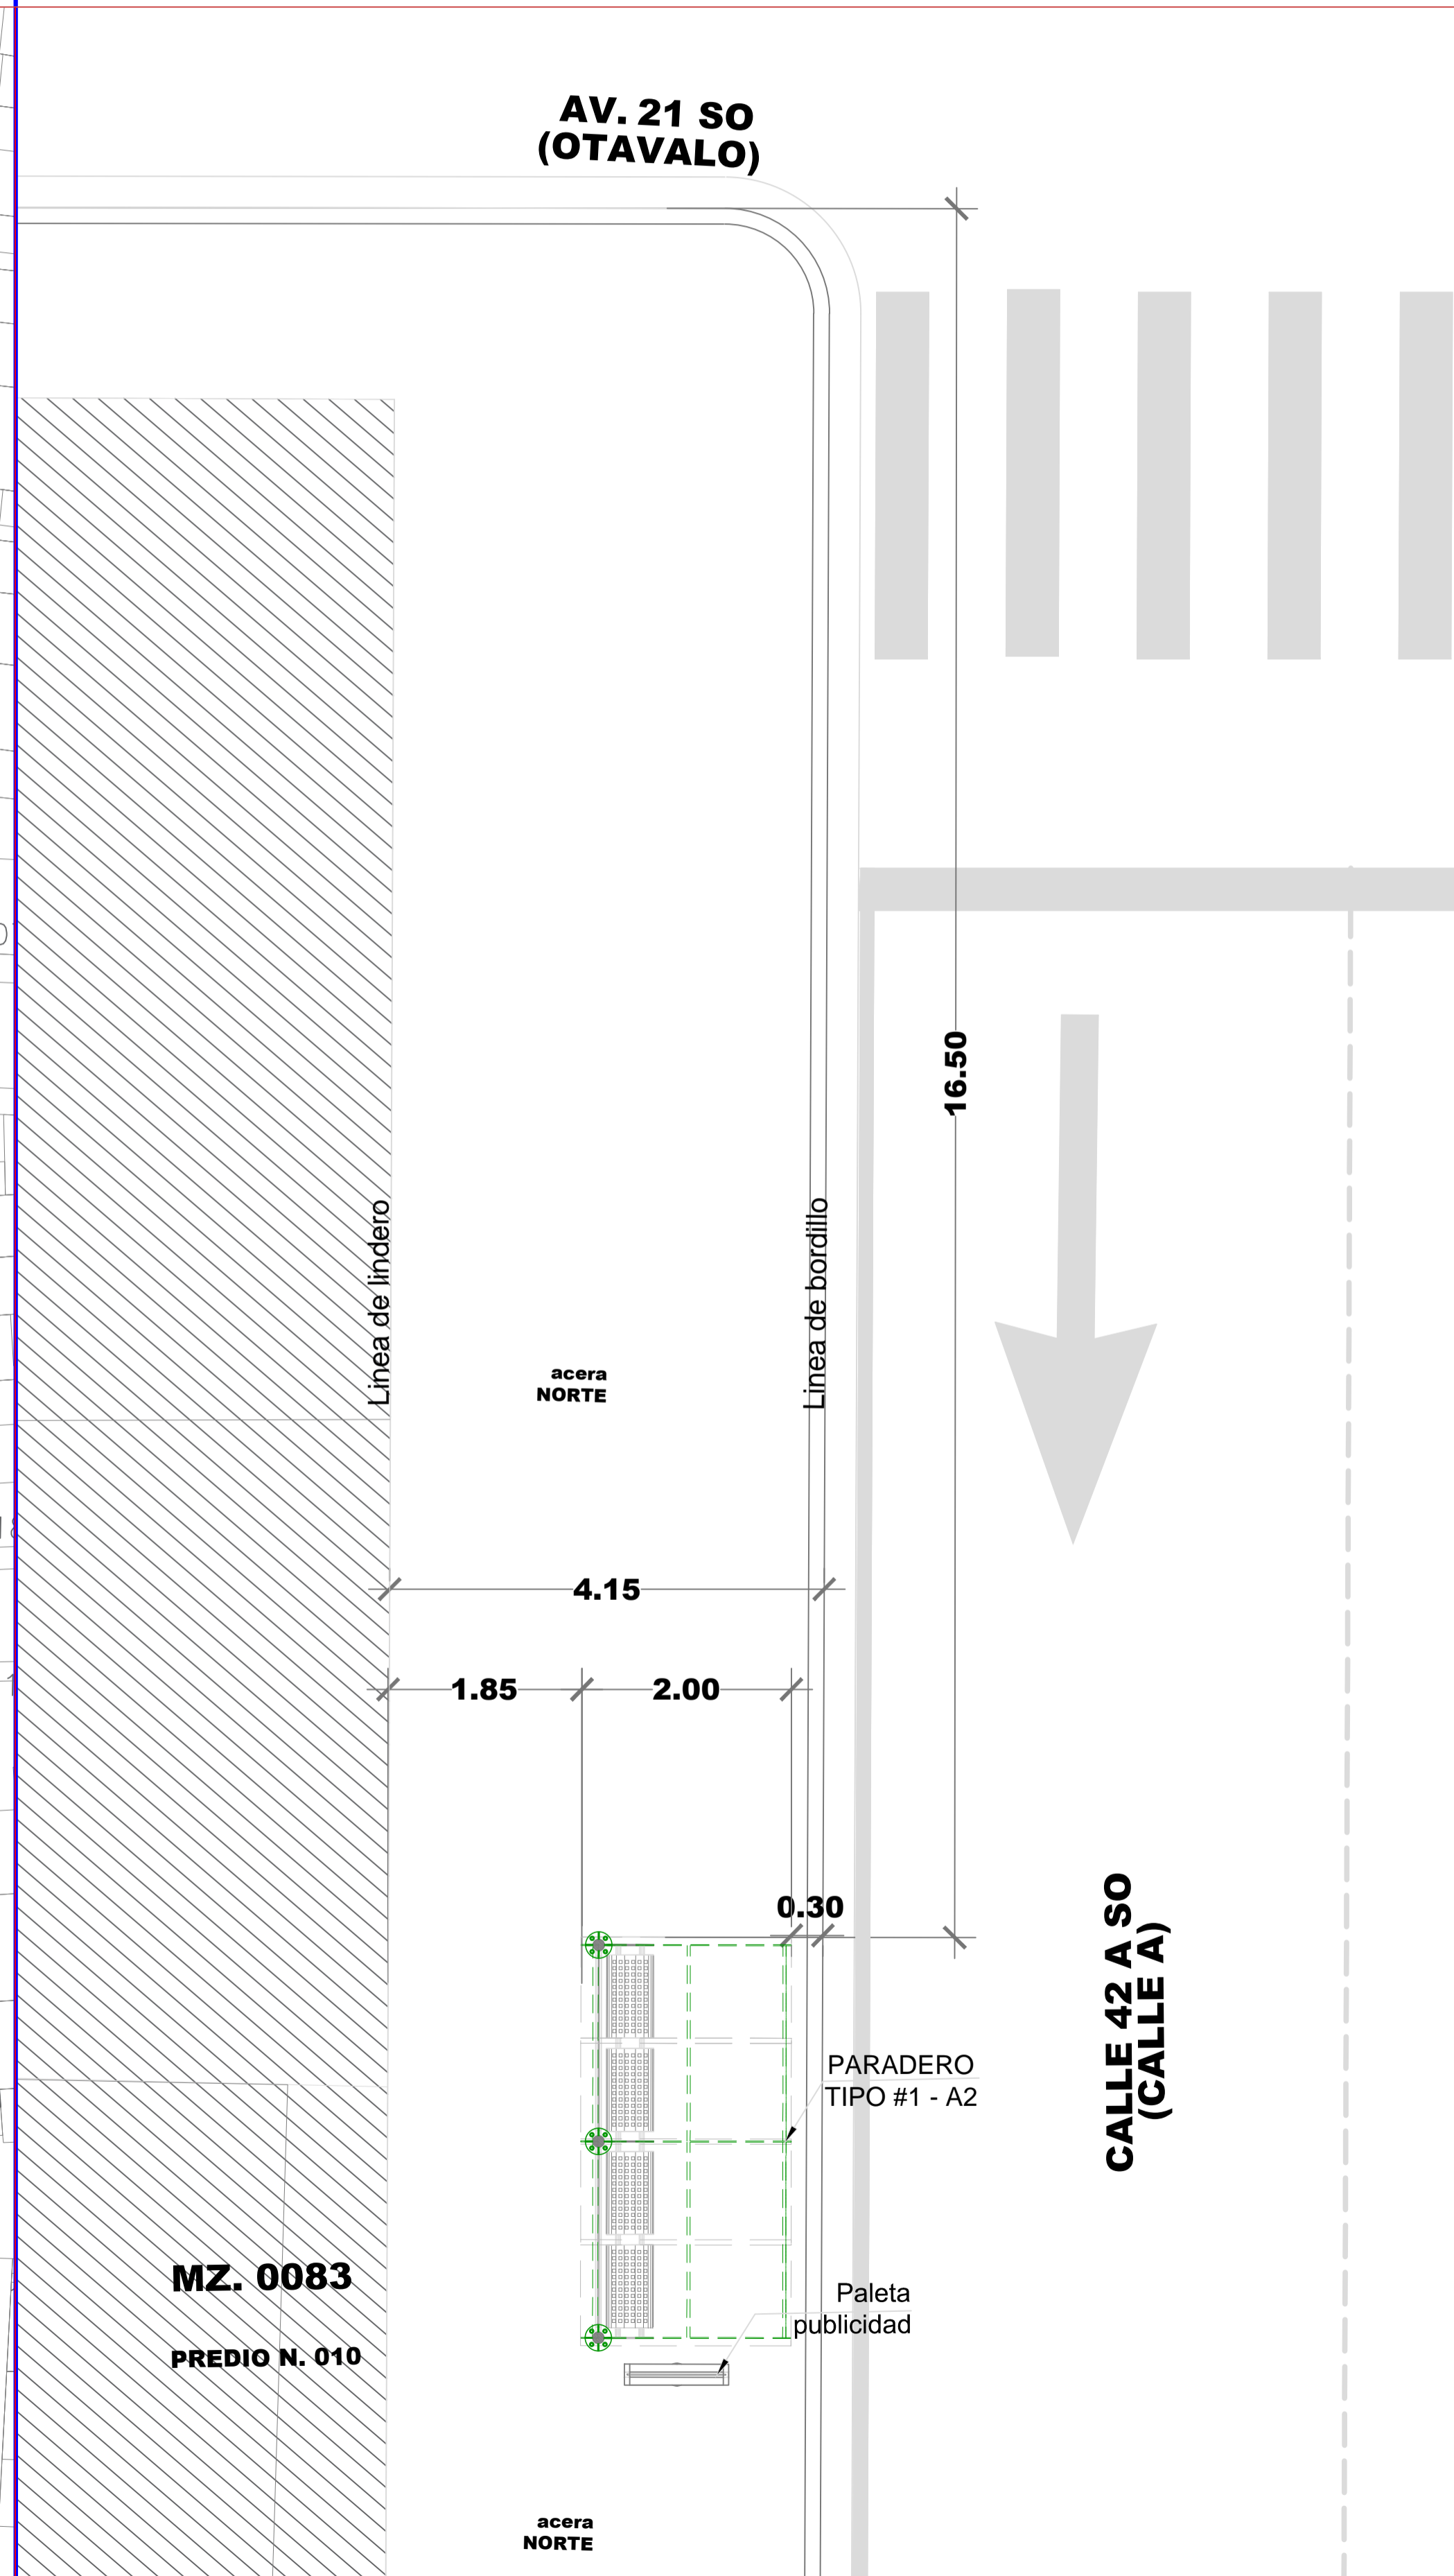 AV. 21 SO
(OTAVALO)
16.50
Linea de lindero
Linea de bordillo
acera
NORTE
4.15
1.85
2.00
0.30
CALLE 42 A SO
(CALLE A)
PARADERO
TIPO #1 - A2
MZ. 0083
Paleta
publicidad
PREDIO N. 010
acera
NORTE